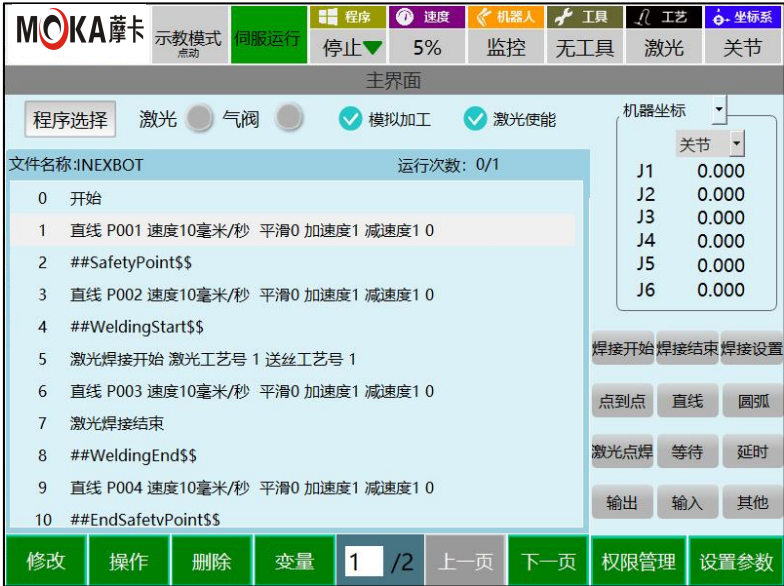 MOKA 蘑卡 示教模式 点动 伺服运行 程序 速度 机器人 工具 工艺 坐标系
停止 5% 监控 无工具 激光 关节
主界面
程序选择 激光 气阀 模拟加工 激光使能
机器坐标
关节
J1 0.000
J2 0.000
J3 0.000
J4 0.000
J5 0.000
J6 0.000
文件名称:INEXBOT 运行次数: 0/1
0 开始
1 直线 P001 速度10毫米/秒 平滑0 加速度1 减速度1 0
2 ##SafetyPoint$$
3 直线 P002 速度10毫米/秒 平滑0 加速度1 减速度1 0
4 ##WeldingStart$$
5 激光焊接开始 激光工艺号 1 送丝工艺号 1
6 直线 P003 速度10毫米/秒 平滑0 加速度1 减速度1 0
7 激光焊接结束
8 ##WeldingEnd$$
9 直线 P004 速度10毫米/秒 平滑0 加速度1 减速度1 0
10 ##EndSafetyPoint$$
焊接开始 焊接结束 焊接设置
点到点 直线 圆弧
激光点焊 等待 延时
输出 输入 其他
修改 操作 删除 变量 1 /2 上一页 下一页 权限管理 设置参数